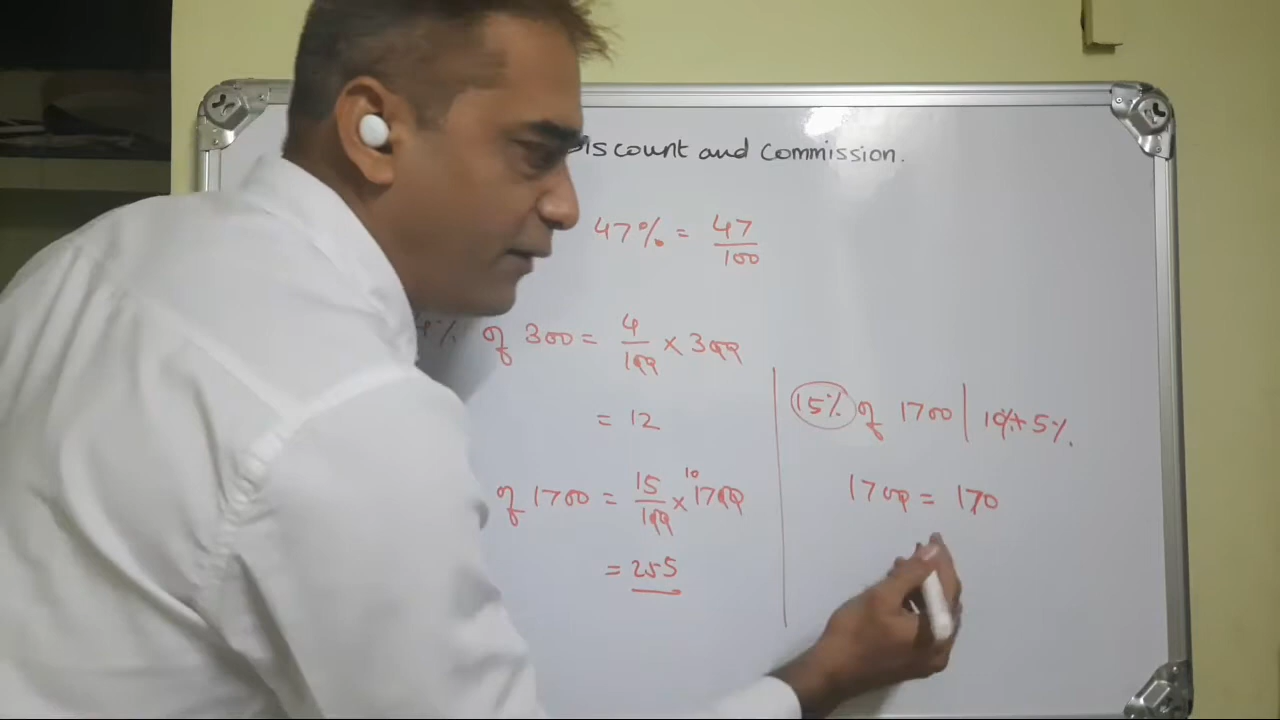 Discount and Commission.
47% = 47/100
4% of 300 = 4/100 × 300
= 12
of 1700 = 15/100 × 1700 10
= 255
15% of 1700 | 10% + 5%.
1700 = 170